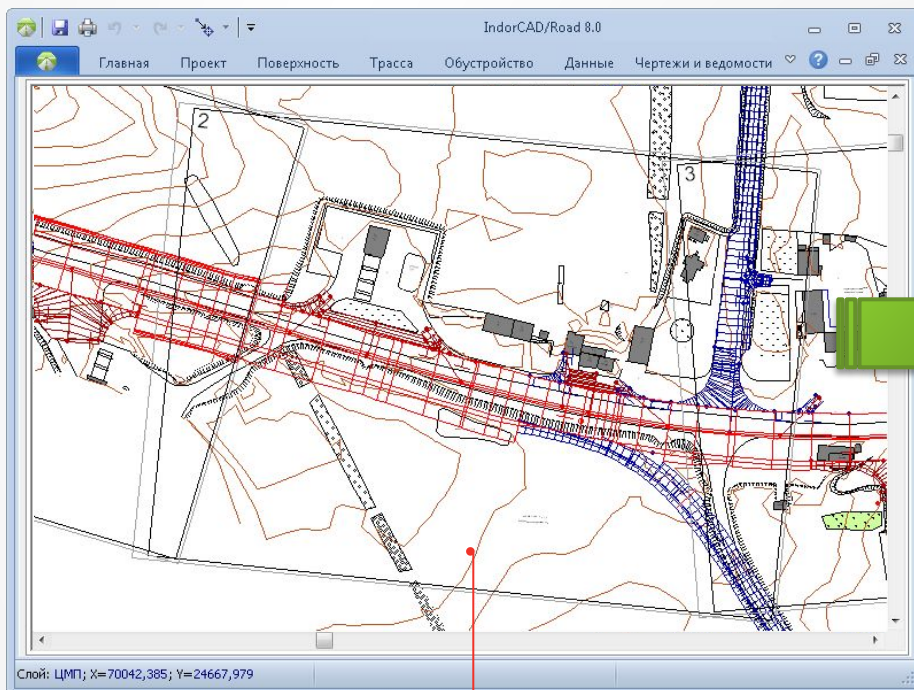 IndorCAD/Road 8.0
Главная Проект Поверхность Трасса Обустройство Данные Чертежи и ведомости
2
3
Слой: ЦМП; X=70042,385; Y=24667,979